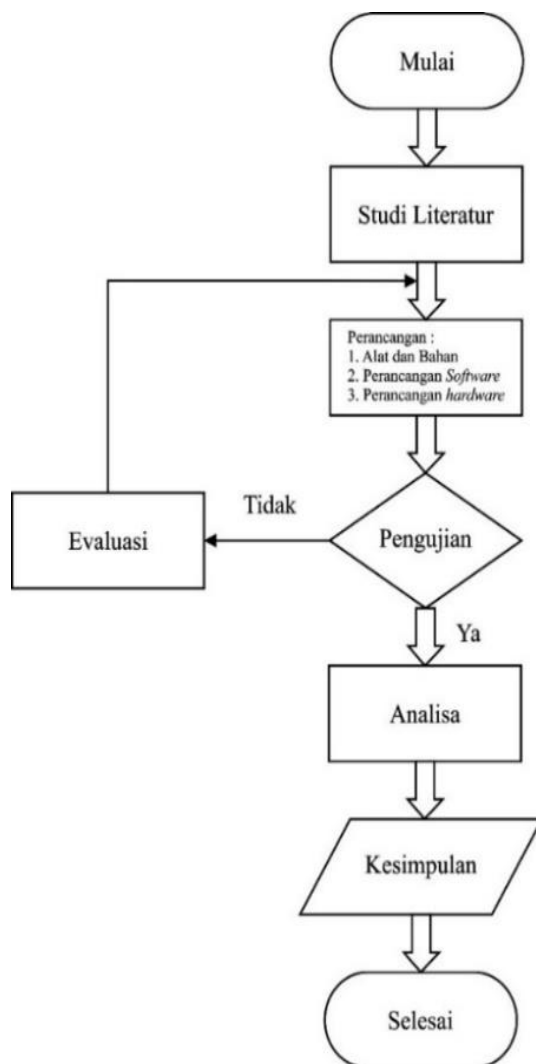 Mulai
Studi Literatur
Perancangan :
1. Alat dan Bahan
2. Perancangan Software
3. Perancangan hardware
Tidak
Evaluasi
Pengujian
Ya
Analisa
Kesimpulan
Selesai